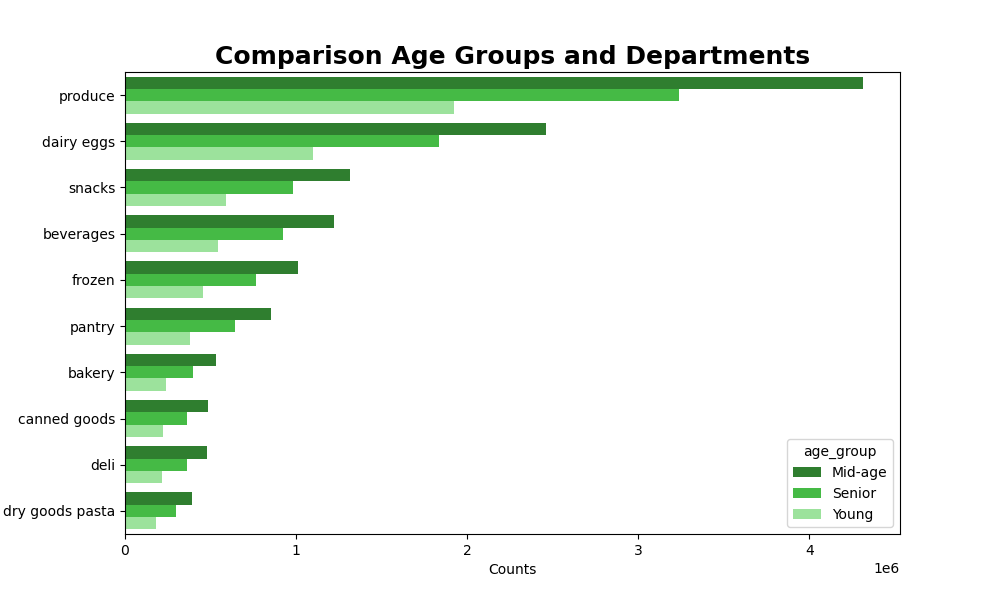 Comparison Age Groups and Departments
produce
dairy eggs
snacks
beverages
frozen
pantry
bakery
canned goods
deli
dry goods pasta
age_group
Mid-age
Senior
Young
0 1 2 3 4
1e6
Counts